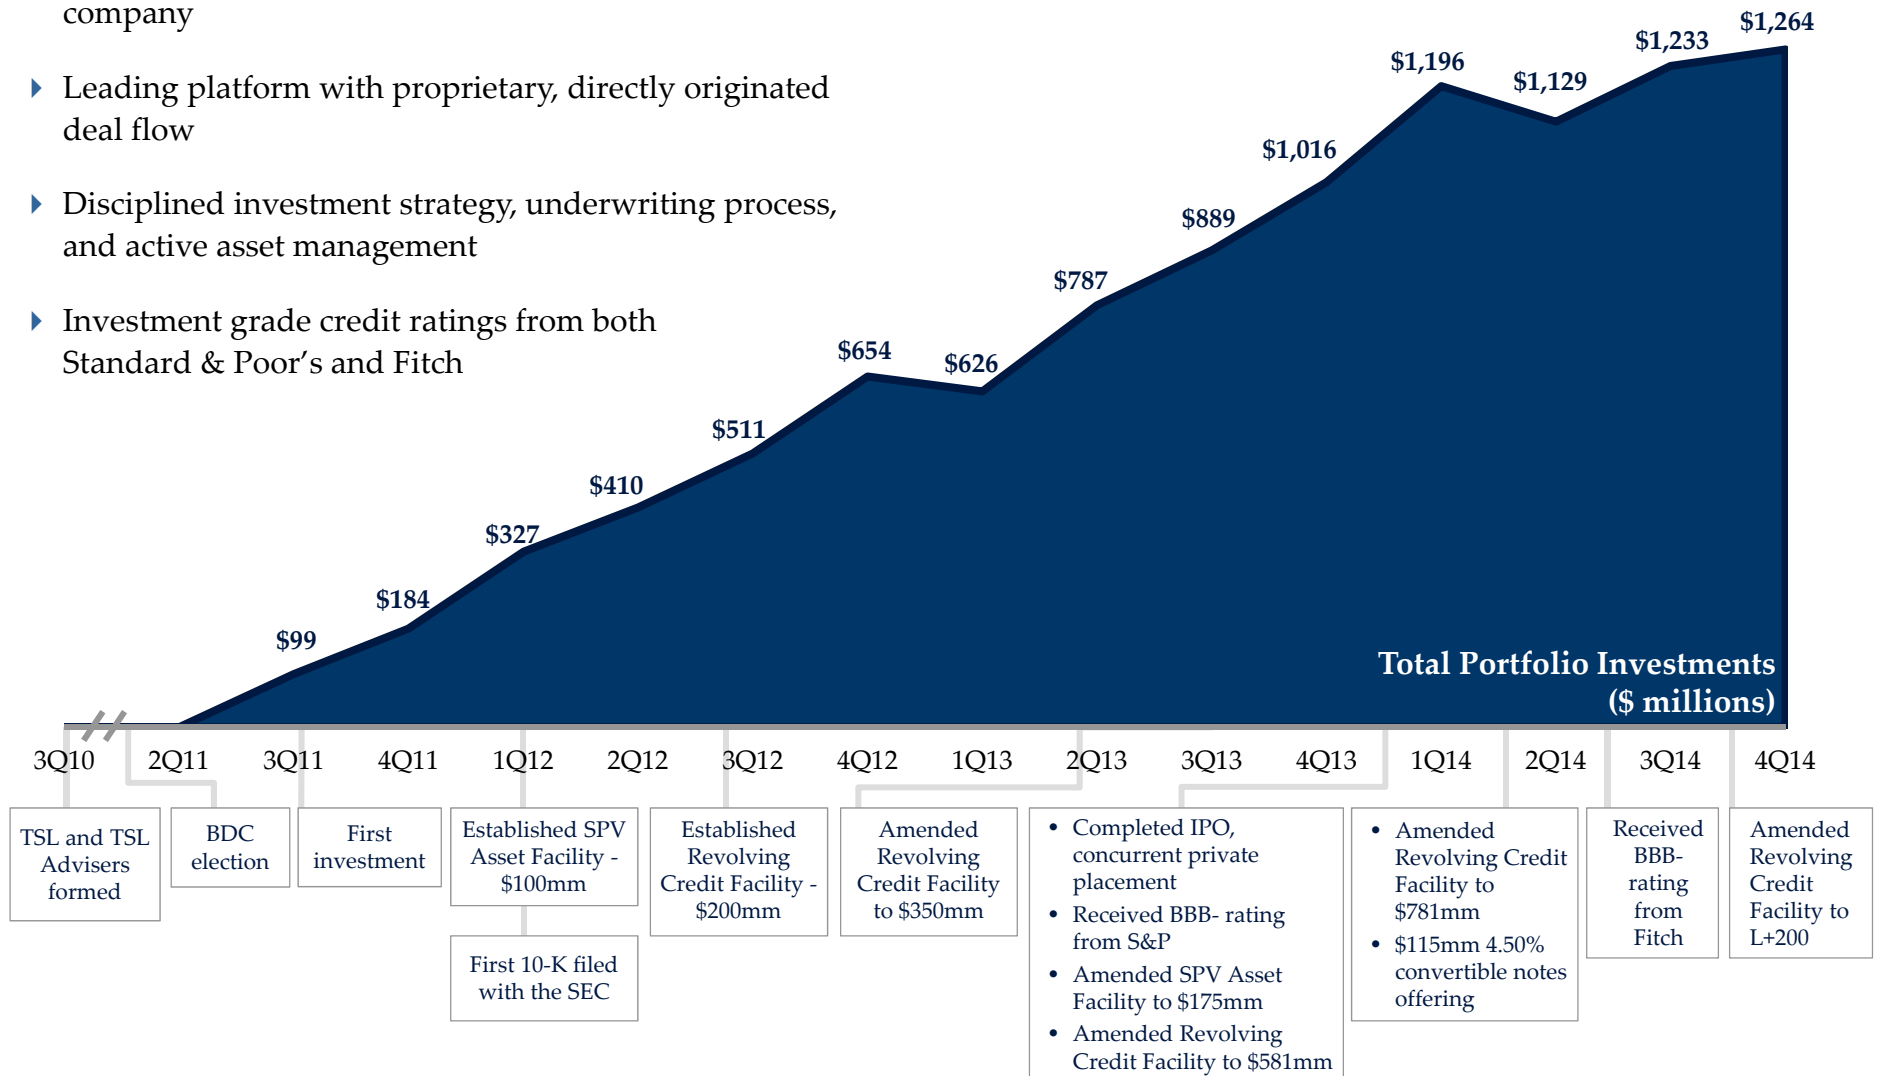 company
Leading platform with proprietary, directly originated
deal flow
Disciplined investment strategy, underwriting process,
and active asset management
Investment grade credit ratings from both
Standard & Poor's and Fitch
$99
$184
$327
$410
$511
$654
$626
$787
$889
$1,016
$1,196
$1,129
$1,233
$1,264
Total Portfolio Investments
($ millions)
3Q10 2Q11 3Q11 4Q11 1Q12 2Q12 3Q12 4Q12 1Q13 2Q13 3Q13 4Q13 1Q14 2Q14 3Q14 4Q14
TSL and TSL
Advisers
formed
BDC
election
First
investment
Established SPV
Asset Facility -
$100mm
First 10-K filed
with the SEC
Established
Revolving
Credit Facility -
$200mm
Amended
Revolving
Credit Facility
to $350mm
• Completed IPO,
concurrent private
placement
• Received BBB- rating
from S&P
• Amended SPV Asset
Facility to $175mm
• Amended Revolving
Credit Facility to $581mm
• Amended
Revolving Credit
Facility to
$781mm
• $115mm 4.50%
convertible notes
offering
Received
BBB-
rating
from
Fitch
Amended
Revolving
Credit
Facility to
L+200